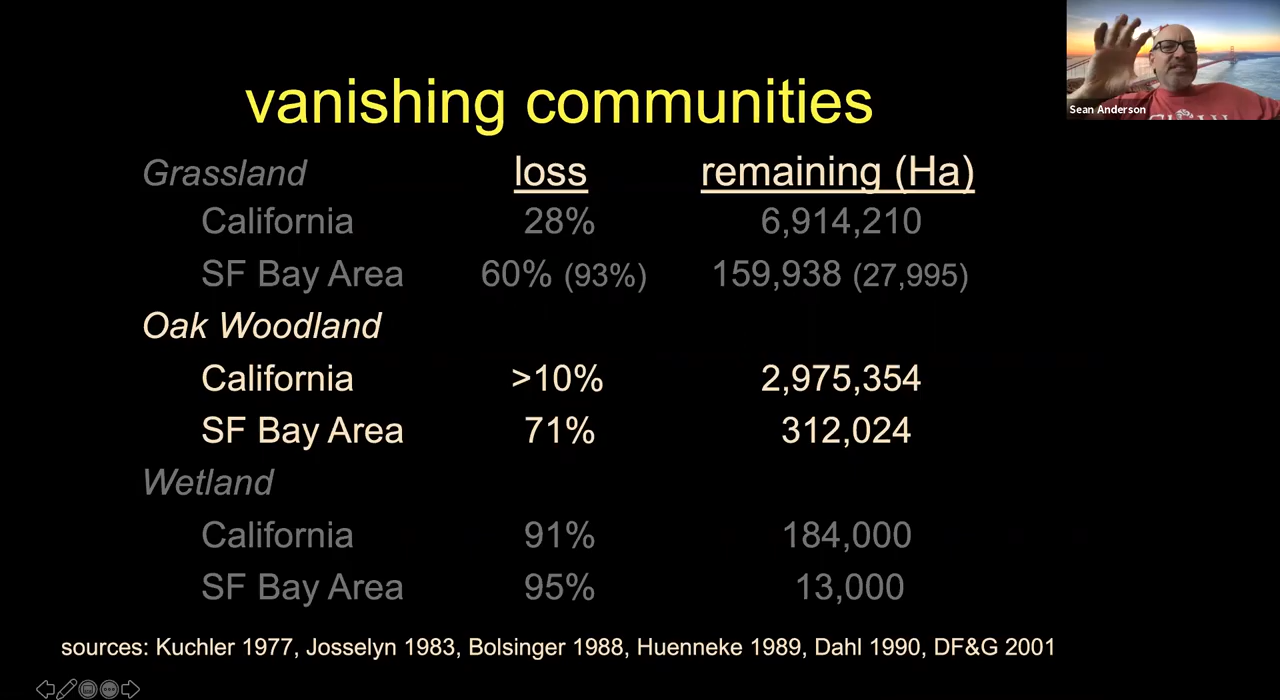 vanishing communities
Grassland loss remaining (Ha)
California 28% 6,914,210
SF Bay Area 60% (93%) 159,938 (27,995)
Oak Woodland
California >10% 2,975,354
SF Bay Area 71% 312,024
Wetland
California 91% 184,000
SF Bay Area 95% 13,000
sources: Kuchler 1977, Josselyn 1983, Bolsinger 1988, Huenneke 1989, Dahl 1990, DF&G 2001
Sean Anderson